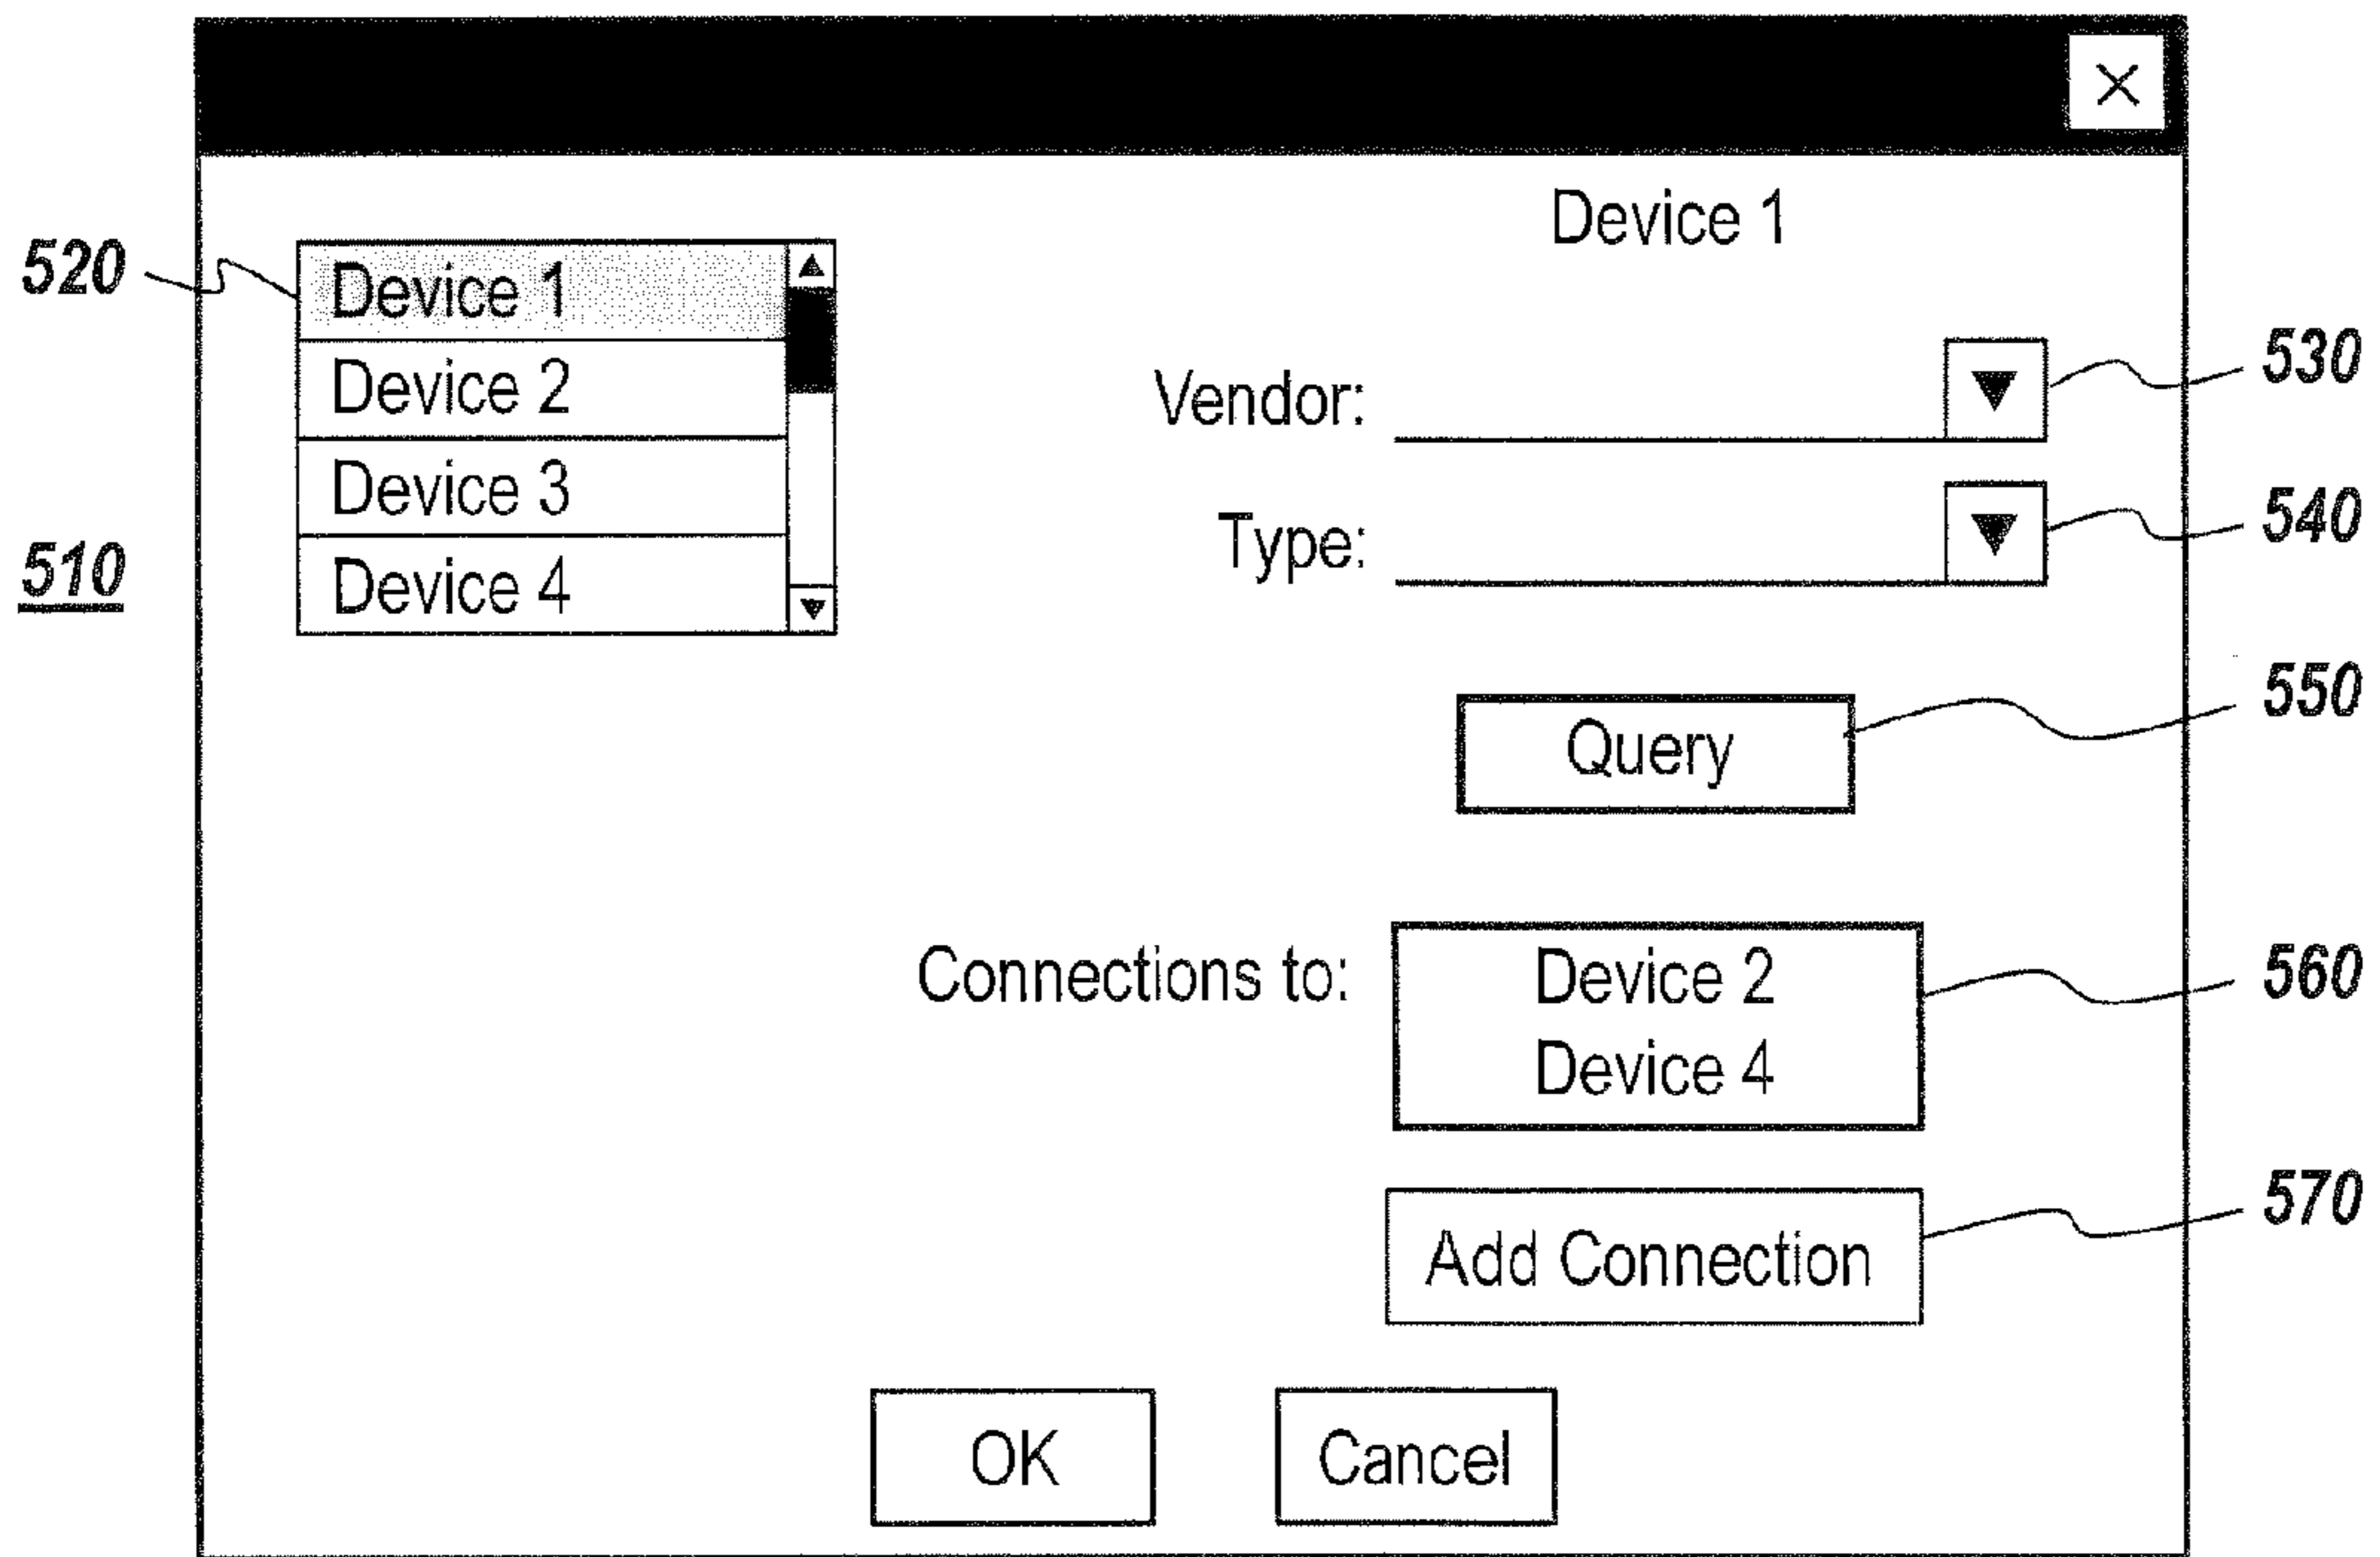 Device 1
520
Device 1
Device 2
Device 3
Device 4
510
Vendor:
530
Type:
540
Query
550
Connections to:
Device 2
Device 4
560
Add Connection
570
OK
Cancel